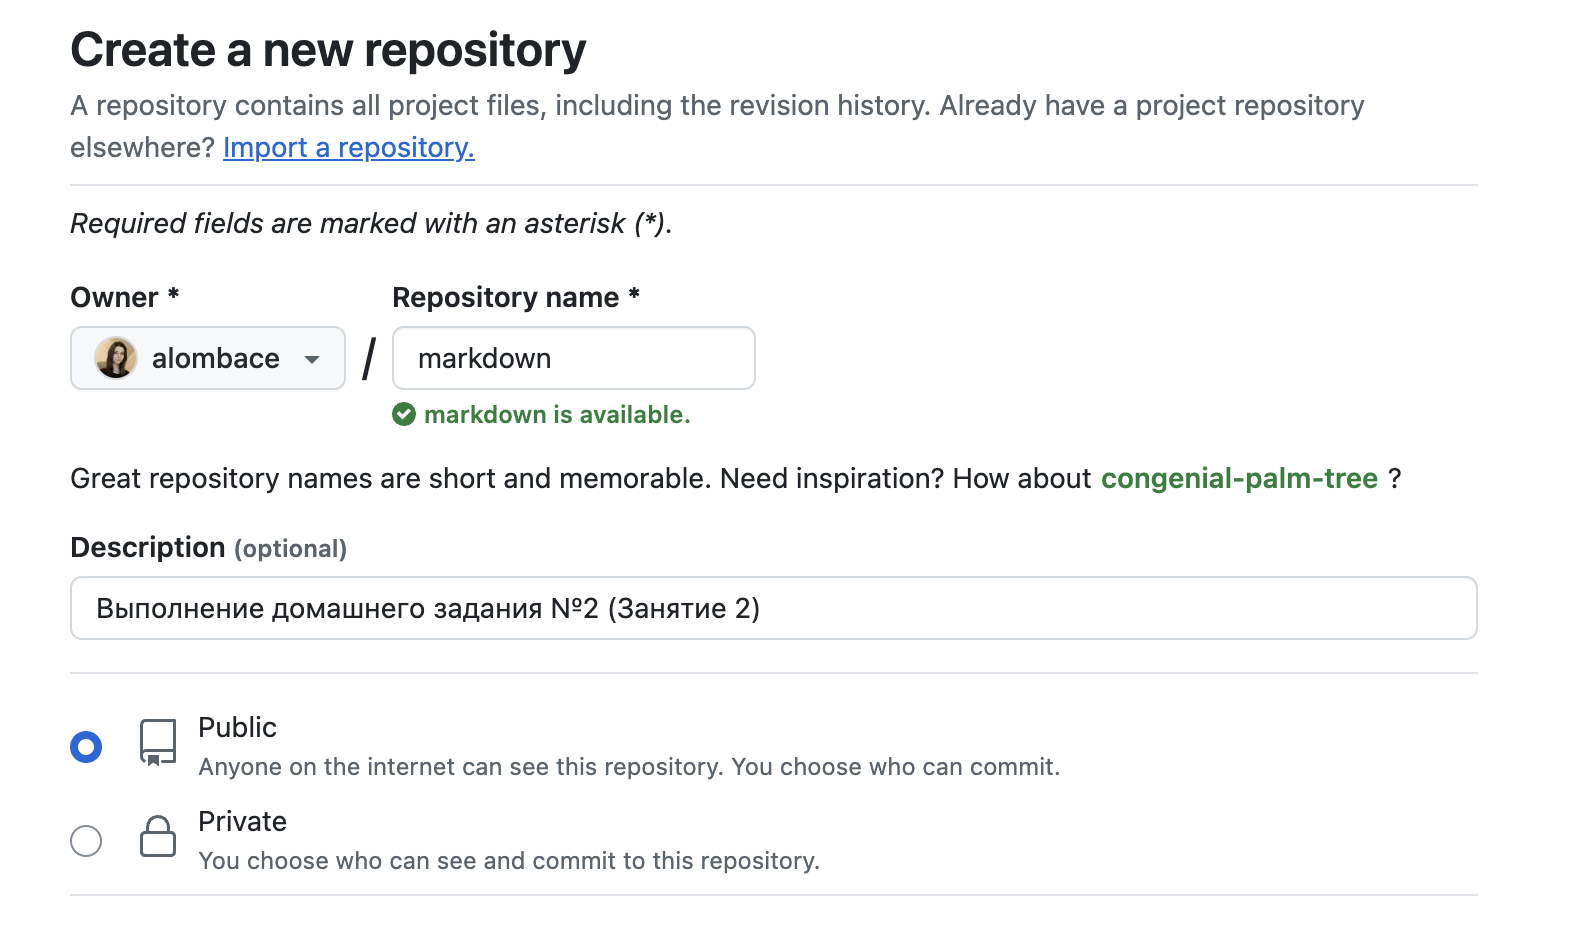 Create a new repository
A repository contains all project files, including the revision history. Already have a project repository
elsewhere? Import a repository.
Required fields are marked with an asterisk (*).
Owner *
Repository name *
alombace
/
markdown
markdown is available.
Great repository names are short and memorable. Need inspiration? How about congenial-palm-tree ?
Description (optional)
Выполнение домашнего задания №2 (Занятие 2)
Public
Anyone on the internet can see this repository. You choose who can commit.
Private
You choose who can see and commit to this repository.